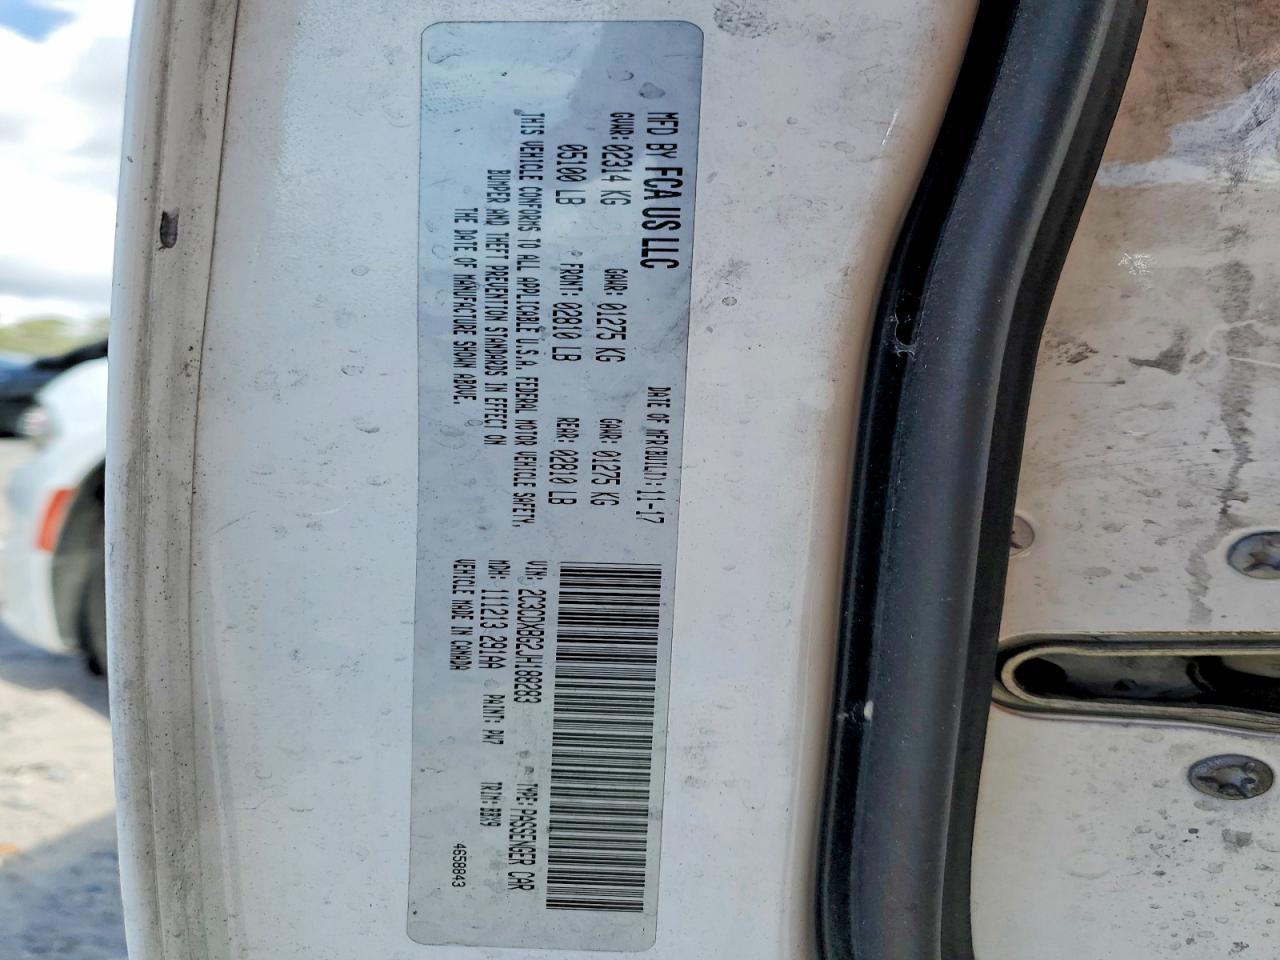 MFD BY FCA US LLC
DATE OF MFR(BUILD): 11-17
GVWR: 02314 KG GAWR: 01275 KG GAWR: 01275 KG
05100 LB FRONT: 02810 LB REAR: 02810 LB
THIS VEHICLE CONFORMS TO ALL APPLICABLE U.S.A. FEDERAL MOTOR VEHICLE SAFETY,
BUMPER AND THEFT PREVENTION STANDARDS IN EFFECT ON
THE DATE OF MANUFACTURE SHOWN ABOVE.
VIN: 2C3CDXBG2JH188283 TYPE: PASSENGER CAR
MDH: 111213 291AA PAINT: PW7 TRIM:
VEHICLE MADE IN CANADA 4658843